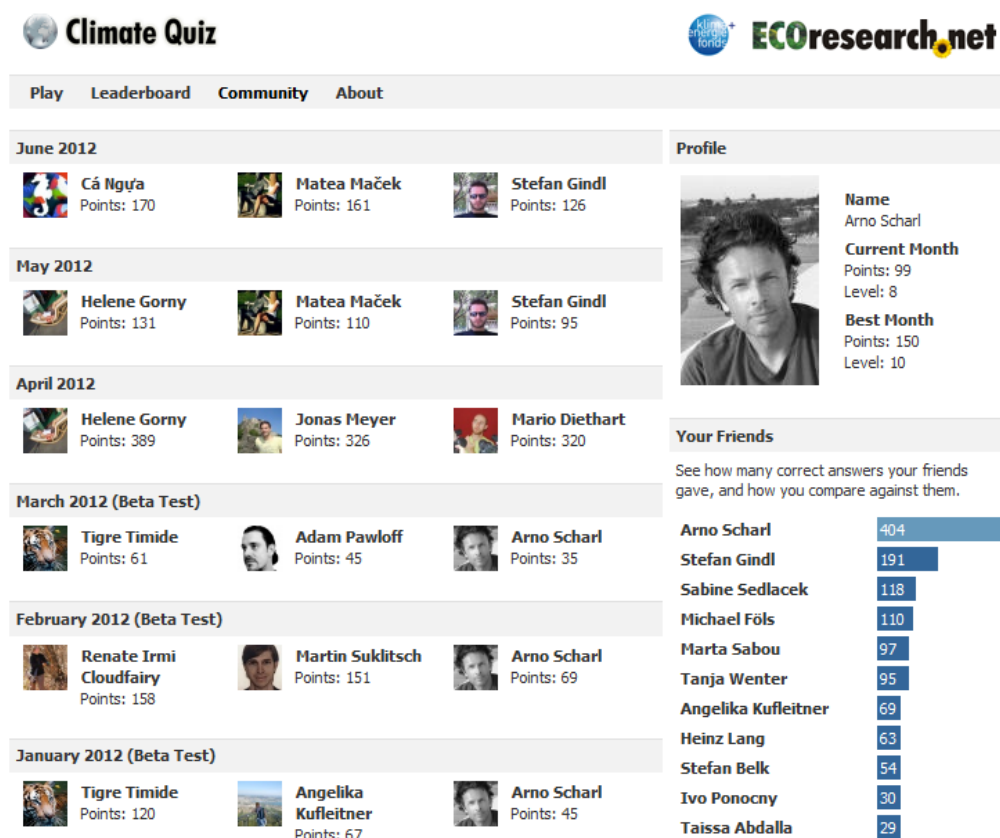 Climate Quiz
klima+
energie
fonds
ECOresearch.net
Play Leaderboard Community About
June 2012
Cá Ngựa
Points: 170
Matea Maček
Points: 161
Stefan Gindl
Points: 126
May 2012
Helene Gorny
Points: 131
Matea Maček
Points: 110
Stefan Gindl
Points: 95
April 2012
Helene Gorny
Points: 389
Jonas Meyer
Points: 326
Mario Diethart
Points: 320
March 2012 (Beta Test)
Tigre Timide
Points: 61
Adam Pawloff
Points: 45
Arno Scharl
Points: 35
February 2012 (Beta Test)
Renate Irmi
Cloudfairy
Points: 158
Martin Suklitsch
Points: 151
Arno Scharl
Points: 69
January 2012 (Beta Test)
Tigre Timide
Points: 120
Angelika
Kufleitner
Points: 67
Arno Scharl
Points: 45
Profile
Name
Arno Scharl
Current Month
Points: 99
Level: 8
Best Month
Points: 150
Level: 10
Your Friends
See how many correct answers your friends
gave, and how you compare against them.
Arno Scharl 404
Stefan Gindl 191
Sabine Sedlacek 118
Michael Föls 110
Marta Sabou 97
Tanja Wenter 95
Angelika Kufleitner 69
Heinz Lang 63
Stefan Belk 54
Ivo Ponocny 30
Taissa Abdalla 29